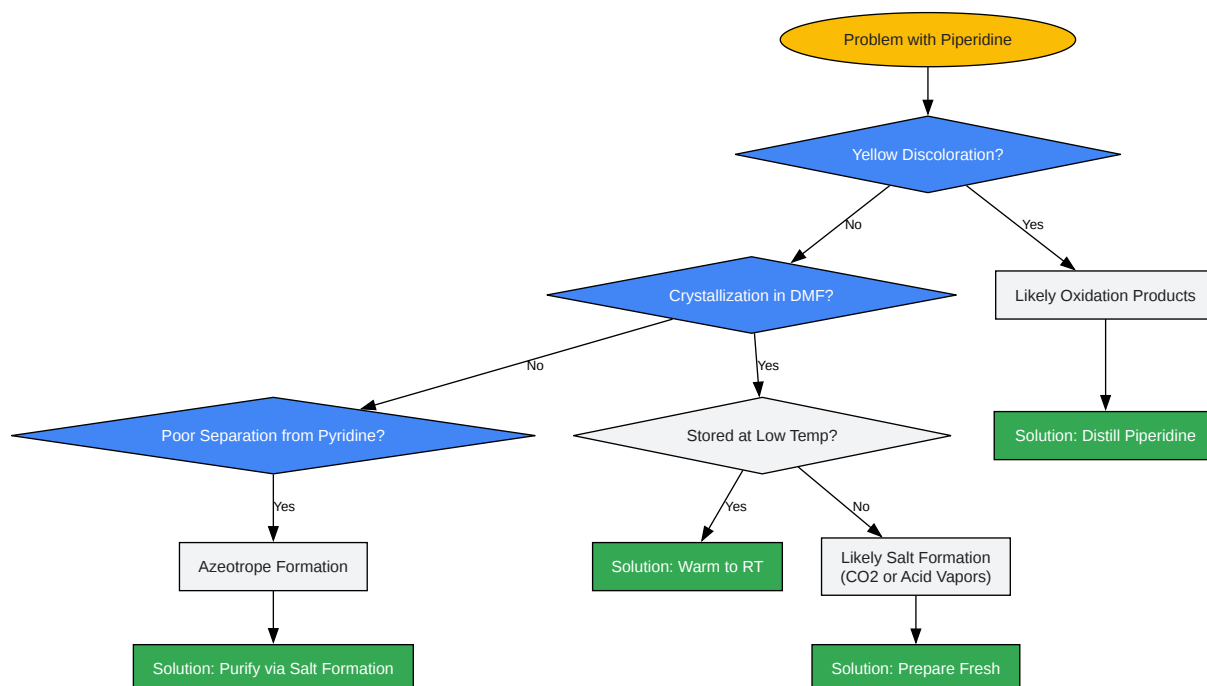 Problem with Piperidine
Yellow Discoloration?
No
Yes
Crystallization in DMF?
Likely Oxidation Products
No
Yes
Poor Separation from Pyridine?
Stored at Low Temp?
Solution: Distill Piperidine
Yes
Yes
No
Azeotrope Formation
Solution: Warm to RT
Likely Salt Formation
(CO2 or Acid Vapors)
Solution: Purify via Salt Formation
Solution: Prepare Fresh